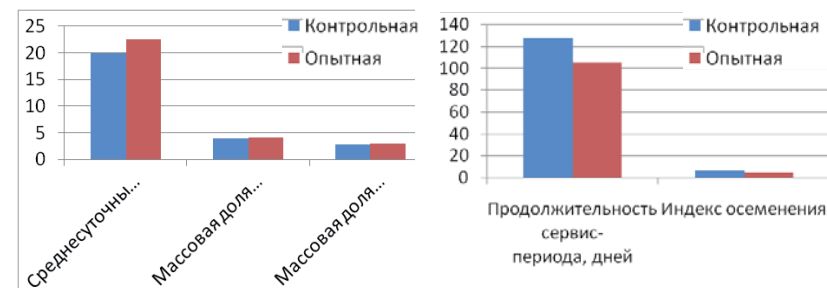 25
20
15
10
5
0
Контрольная
Опытная
Среднесуточны...
Массовая доля...
Массовая доля...
140
120
100
80
60
40
20
0
Контрольная
Опытная
Продолжительность
сервис-
периода, дней
Индекс осеменения